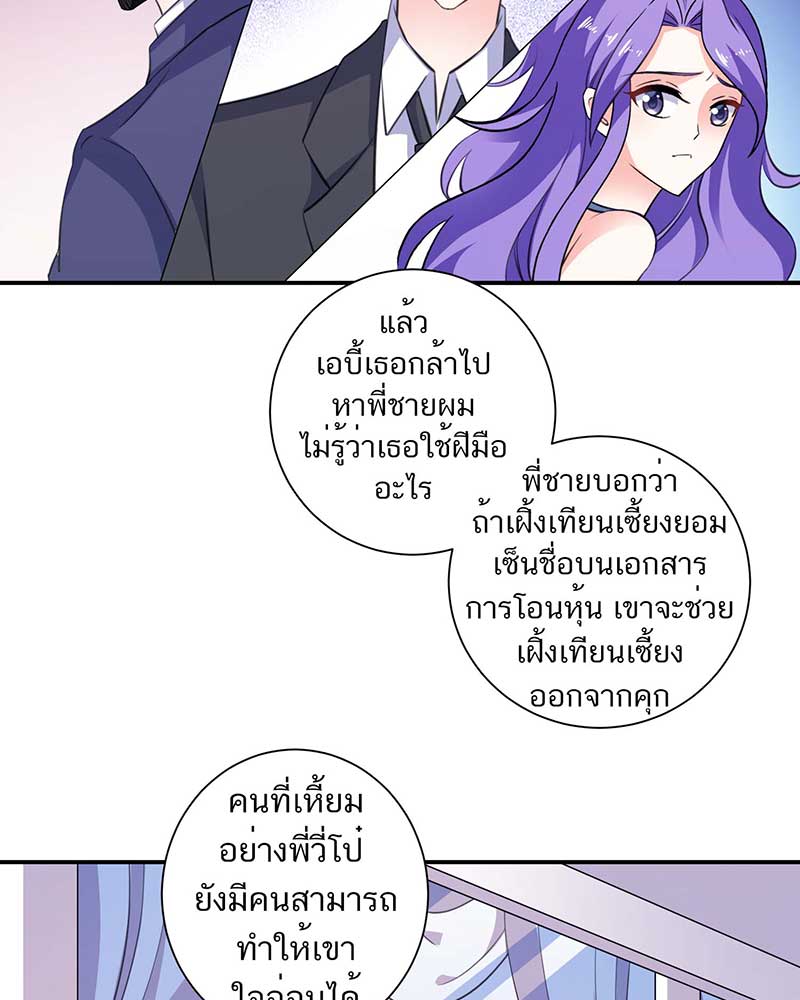 แล้ว
เอบี้เธอกล้าไป
หาพี่ชายผม
ไม่รู้ว่าเธอใช้ฝีมือ
อะไร
พี่ชายบอกว่า
ถ้าเฝิ้งเทียนเซี้ยงยอม
เซ็นชื่อบนเอกสาร
การโอนหุ้น เขาจะช่วย
เฝิ้งเทียนเซี้ยง
ออกจากคุก
คนที่เหี้ยม
อย่างพี่วี่โป๋
ยังมีคนสามารถ
ทำให้เขา
ใจอ่อนได้